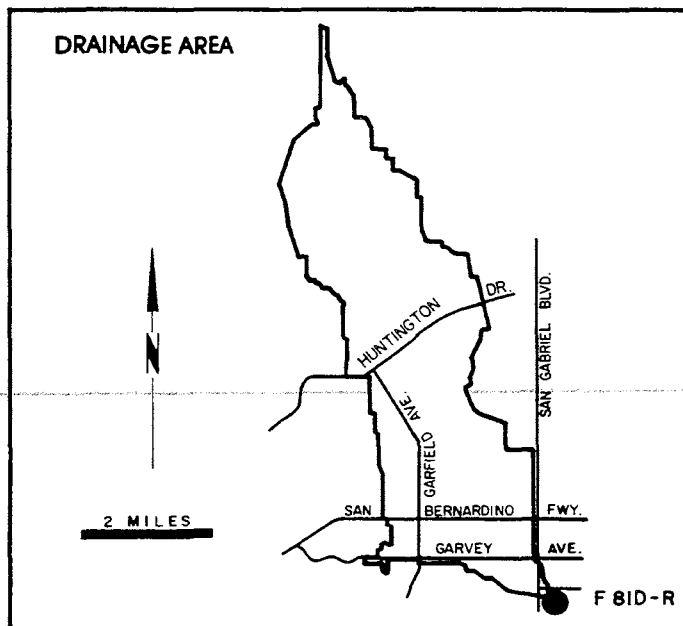 DRAINAGE AREA
N
2 MILES
HUNTINGTON DR.
SAN GABRIEL BLVD.
GARFIELD AVE.
SAN BERNARDINO FWY.
GARVEY AVE.
F 81D-R